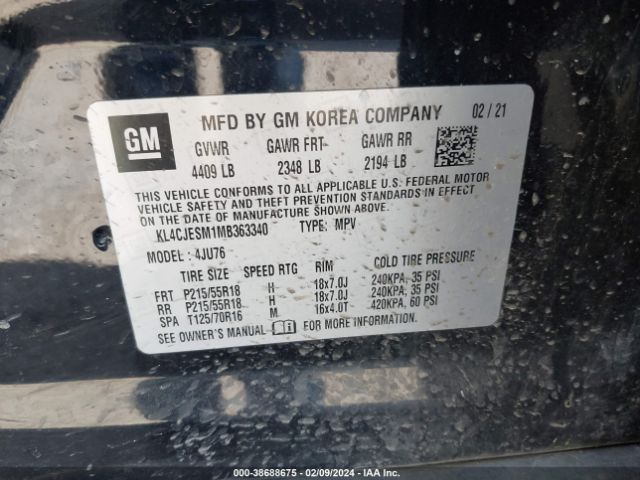 GM
MFD BY GM KOREA COMPANY 02 / 21
GVWR GAWR FRT GAWR RR
4409 LB 2348 LB 2194 LB
THIS VEHICLE CONFORMS TO ALL APPLICABLE U.S. FEDERAL MOTOR
VEHICLE SAFETY AND THEFT PREVENTION STANDARDS IN EFFECT
ON THE DATE OF MANUFACTURE SHOWN ABOVE.
KL4CJESM1MB363340 TYPE: MPV
MODEL : 4JU76
TIRE SIZE SPEED RTG RIM COLD TIRE PRESSURE
FRT P215/55R18 H 18x7.0J 240KPA, 35 PSI
RR P215/55R18 H 18x7.0J 240KPA, 35 PSI
SPA T125/70R16 M 16x4.0T 420KPA, 60 PSI
SEE OWNER'S MANUAL i FOR MORE INFORMATION.
000-38688675 - 02/09/2024 - IAA Inc.